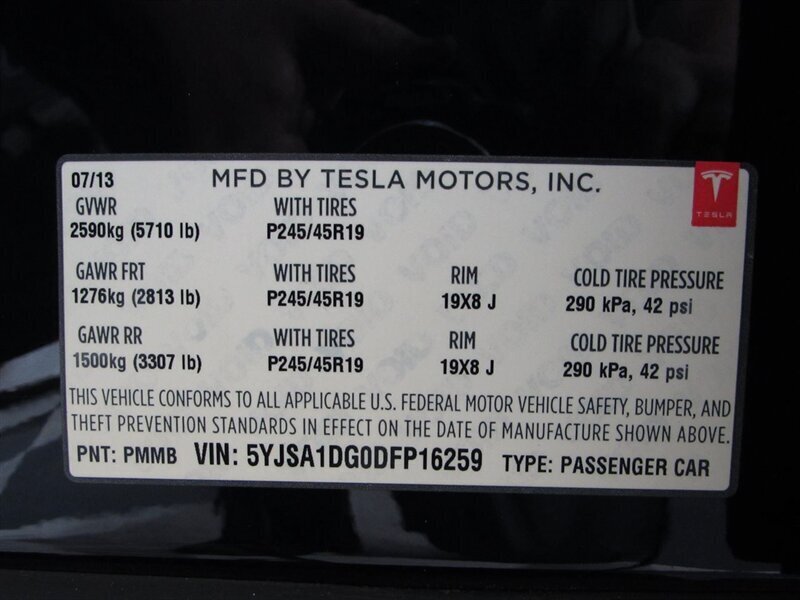 07/13 MFD BY TESLA MOTORS, INC.
TESLA
GVWR WITH TIRES
2590kg (5710 lb) P245/45R19
GAWR FRT WITH TIRES RIM COLD TIRE PRESSURE
1276kg (2813 lb) P245/45R19 19X8 J 290 kPa, 42 psi
GAWR RR WITH TIRES RIM COLD TIRE PRESSURE
1500kg (3307 lb) P245/45R19 19X8 J 290 kPa, 42 psi
THIS VEHICLE CONFORMS TO ALL APPLICABLE U.S. FEDERAL MOTOR VEHICLE SAFETY, BUMPER, AND
THEFT PREVENTION STANDARDS IN EFFECT ON THE DATE OF MANUFACTURE SHOWN ABOVE.
PNT: PMMB VIN: 5YJSA1DG0DFP16259 TYPE: PASSENGER CAR